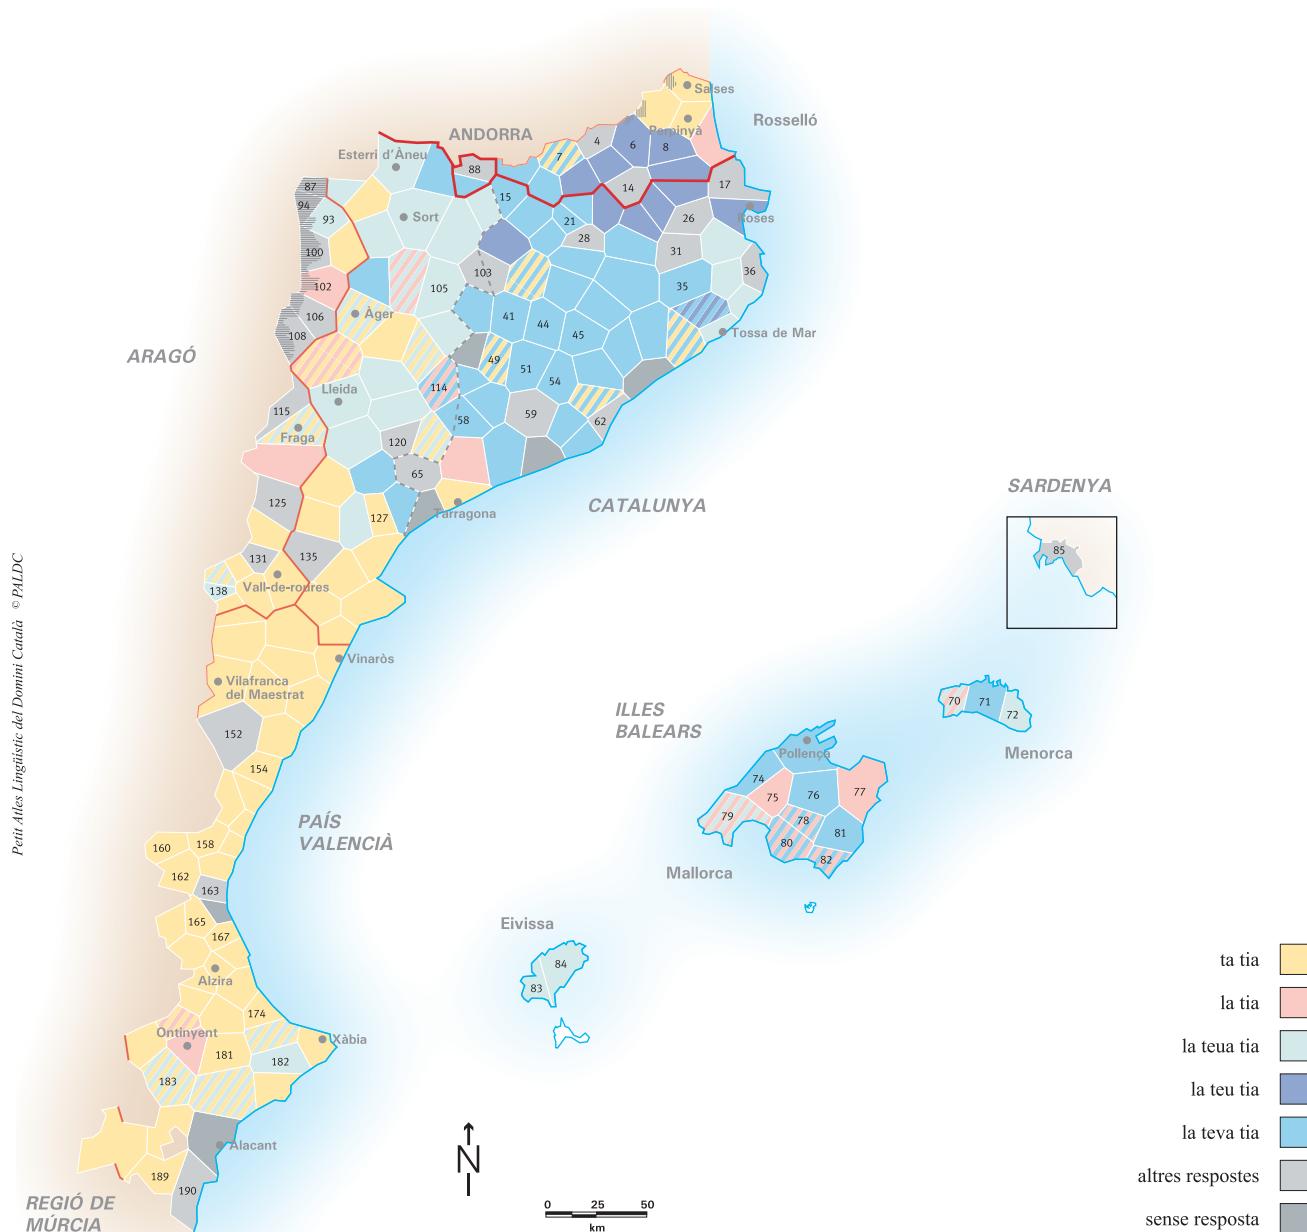 Salses
Rosselló
Perpinyà
ANDORRA
Esterri d'Àneu
4
6
7
8
88
14
17
87
94
93
15
Sort
Roses
21
26
28
31
100
102
103
36
105
35
106
Àger
41
44
45
108
Tossa de Mar
ARAGÓ
49
51
54
114
Lleida
115
58
59
62
Fraga
120
65
125
Tarragona
127
CATALUNYA
SARDENYA
85
131
135
Vall-de-roures
138
Petit Atles Lingüístic del Domini Català © PALDC
Vinaròs
Vilafranca
del Maestrat
ILLES
BALEARS
70
71
72
Menorca
152
154
Pollença
74
75
76
77
79
78
80
81
82
Mallorca
PAÍS
VALENCIÀ
160
158
162
163
165
167
Alzira
Eivissa
84
83
174
Ontinyent
Xàbia
181
182
183
Alacant
189
190
REGIÓ DE
MÚRCIA
N
0 25 50
km
ta tia
la tia
la teua tia
la teu tia
la teva tia
altres respostes
sense resposta